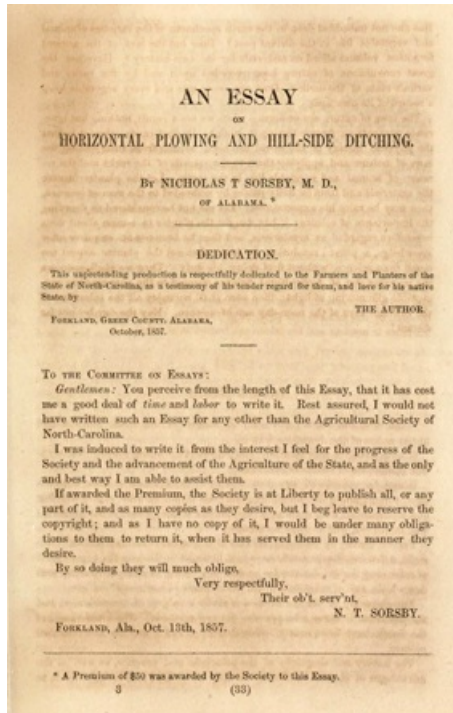 AN ESSAY
ON
HORIZONTAL PLOWING AND HILL-SIDE DITCHING.
By NICHOLAS T SORSBY, M. D.,
OF ALABAMA. *
DEDICATION.
This unpretending production is respectfully dedicated to the Farmers and Planters of the
State of North-Carolina, as a testimony of his tender regard for them, and love for his native
State, by
THE AUTHOR.
Forkland, Green County, Alabama,
October, 1857.
To the Committee on Essays:
Gentlemen: You perceive from the length of this Essay, that it has cost
me a good deal of time and labor to write it. Rest assured, I would not
have written such an Essay for any other than the Agricultural Society of
North-Carolina.
I was induced to write it from the interest I feel for the progress of the
Society and the advancement of the Agriculture of the State, and as the only
and best way I am able to assist them.
If awarded the Premium, the Society is at Liberty to publish all, or any
part of it, and as many copies as they desire, but I beg leave to reserve the
copyright; and as I have no copy of it, I would be under many obliga-
tions to them to return it, when it has served them in the manner they
desire.
By so doing they will much oblige,
Very respectfully,
Their ob't. serv'nt,
N. T. SORSBY.
Forkland, Ala., Oct. 13th, 1857.
* A Premium of $50 was awarded by the Society to this Essay.
3 (33)